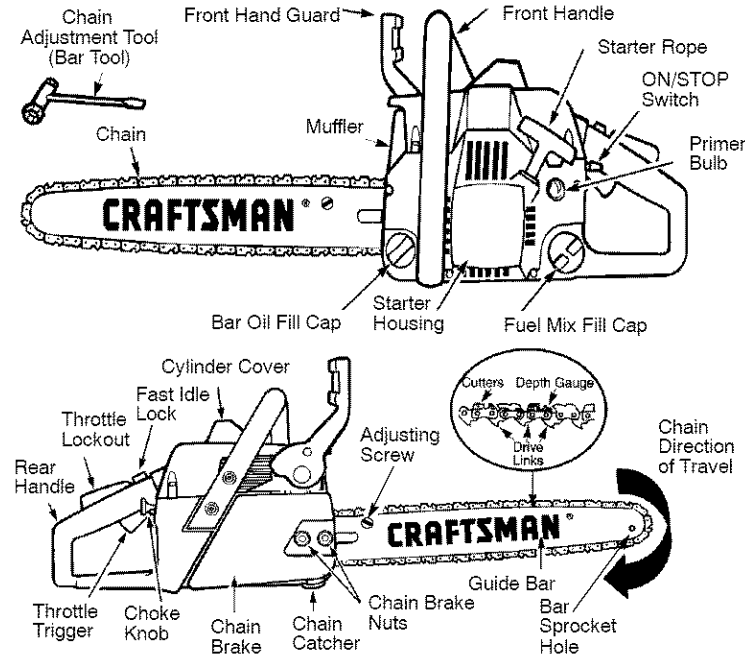 Chain
Adjustment Tool
(Bar Tool)
Front Hand Guard
Front Handle
Starter Rope
ON/STOP
Switch
Primer
Bulb
Muffler
Chain
CRAFTSMAN®
Bar Oil Fill Cap
Starter
Housing
Fuel Mix Fill Cap
Cylinder Cover
Fast Idle
Lock
Throttle
Lockout
Rear
Handle
Adjusting
Screw
Cutters
Depth Gauge
Drive
Links
Chain
Direction
of Travel
CRAFTSMAN®
Throttle
Trigger
Choke
Knob
Chain
Brake
Chain
Catcher
Chain Brake
Nuts
Guide Bar
Bar
Sprocket
Hole